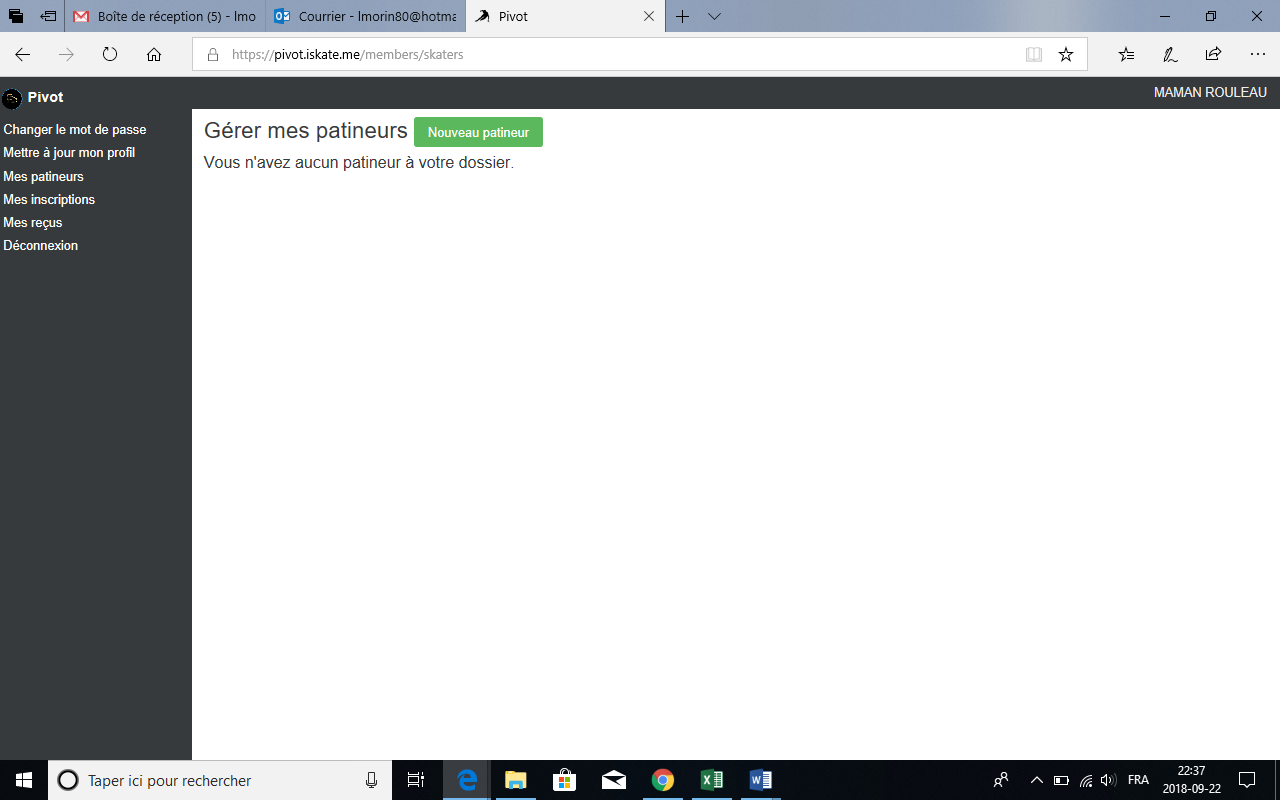 Boîte de réception (5) - lmo
Courrier - lmorin80@hotma
Pivot
https://pivot.iskate.me/members/skaters
Pivot
MAMAN ROULEAU
Changer le mot de passe
Mettre à jour mon profil
Mes patineurs
Mes inscriptions
Mes reçus
Déconnexion
Gérer mes patineurs
Nouveau patineur
Vous n'avez aucun patineur à votre dossier.
Taper ici pour rechercher
FRA
22:37
2018-09-22